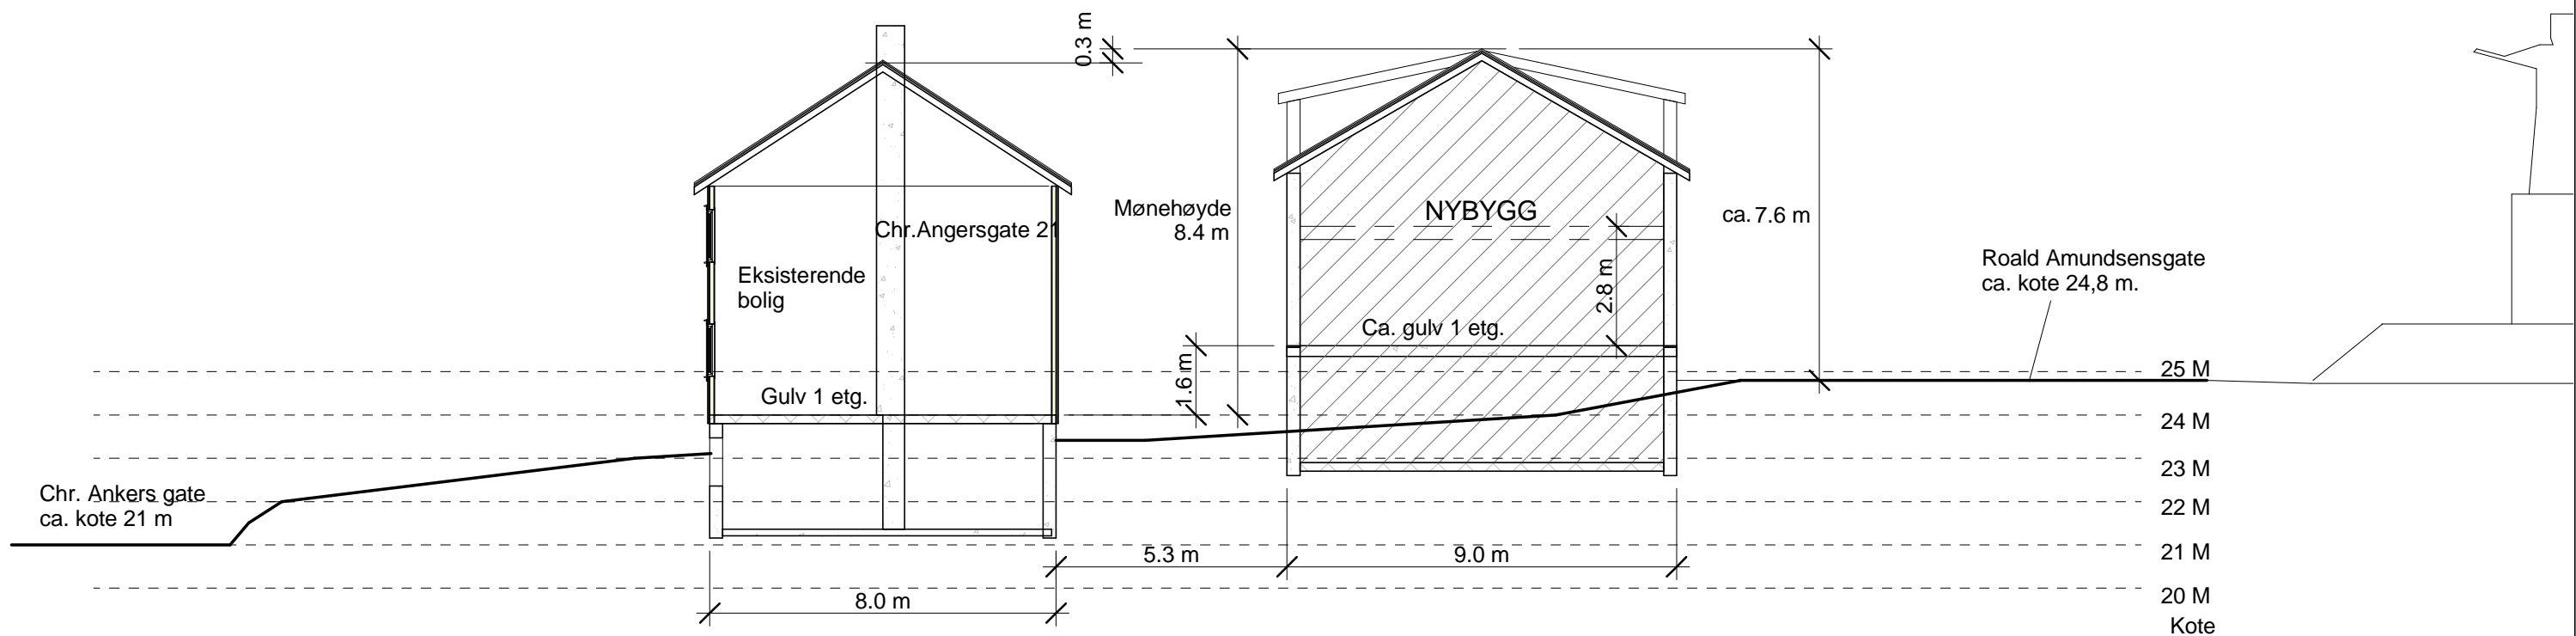 0.3 m
Mønehøyde
8.4 m
NYBYGG
ca. 7.6 m
Chr.Angersgate 21
Eksisterende
bolig
Roald Amundsensgate
ca. kote 24,8 m.
2.8 m
Ca. gulv 1 etg.
1.6 m
Gulv 1 etg.
25 M
24 M
23 M
Chr. Ankers gate
ca. kote 21 m
22 M
21 M
5.3 m
9.0 m
8.0 m
20 M
Kote